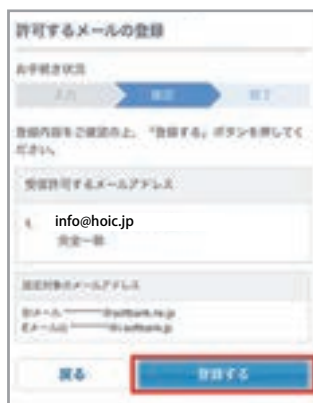 許可するメールの登録
お手続き状況
入力
確認
完了
登録内容をご確認の上、「登録する」ボタンを押してく
ださい。
受信許可するメールアドレス
1. info@hoic.jp
完全一致
設定対象のメールアドレス
戻る
登録する